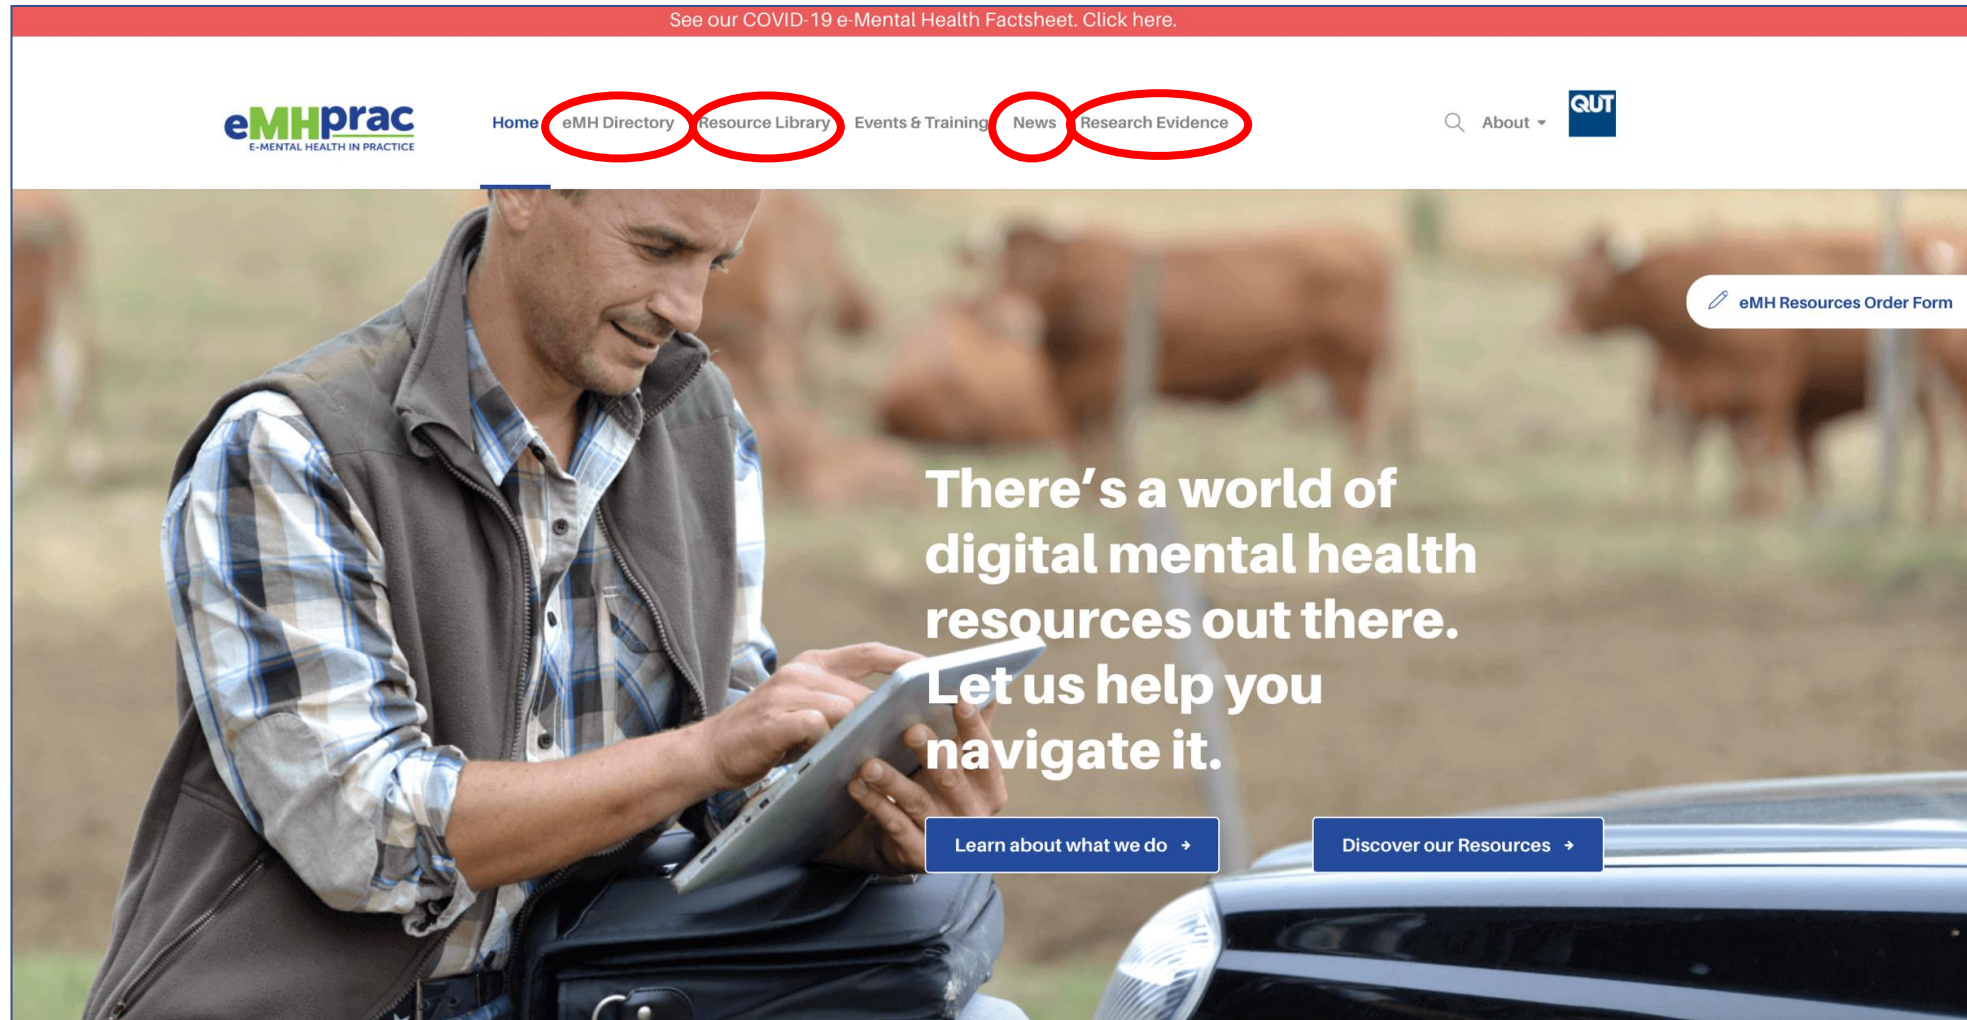 See our COVID-19 e-Mental Health Factsheet. Click here.
eMHprac
E-MENTAL HEALTH IN PRACTICE
Home
eMH Directory
Resource Library
Events & Training
News
Research Evidence
About
QUT
eMH Resources Order Form
There's a world of
digital mental health
resources out there.
Let us help you
navigate it.
Learn about what we do
Discover our Resources